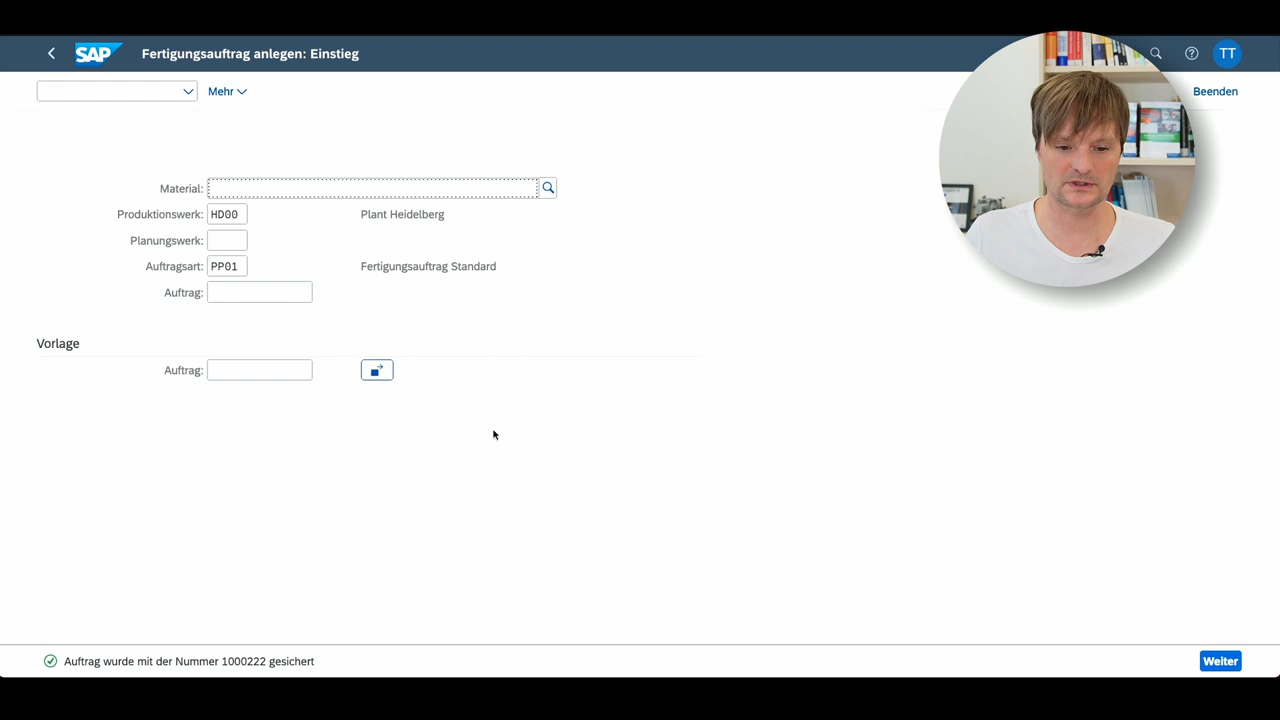 SAP Fertigungsauftrag anlegen: Einstieg TT
Mehr Beenden
Material:
Produktionswerk: HD00 Plant Heidelberg
Planungswerk:
Auftragsart: PP01 Fertigungsauftrag Standard
Auftrag:
Vorlage
Auftrag:
Auftrag wurde mit der Nummer 1000222 gesichert Weiter